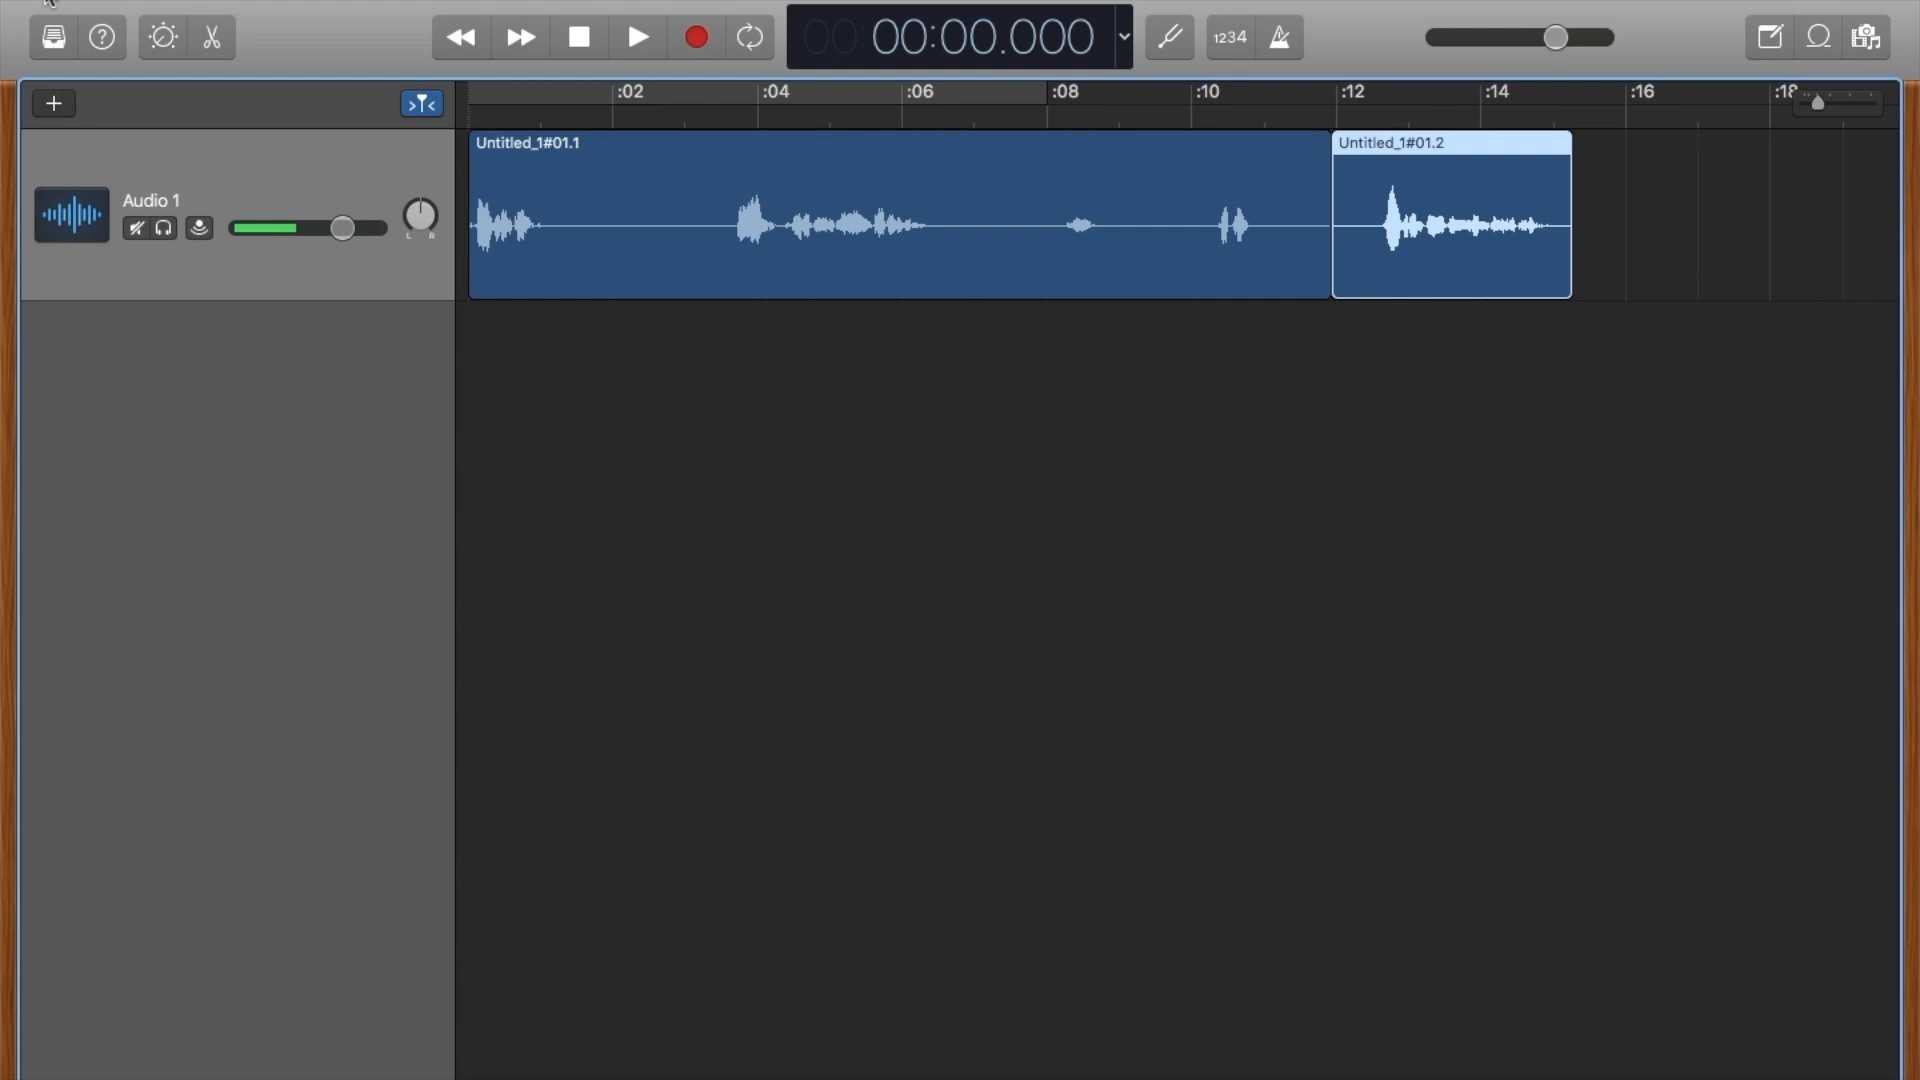 00:00:00.000
1234
:02 :04 :06 :08 :10 :12 :14 :16 :18
Untitled_1#01.1 Untitled_1#01.2
Audio 1
L R